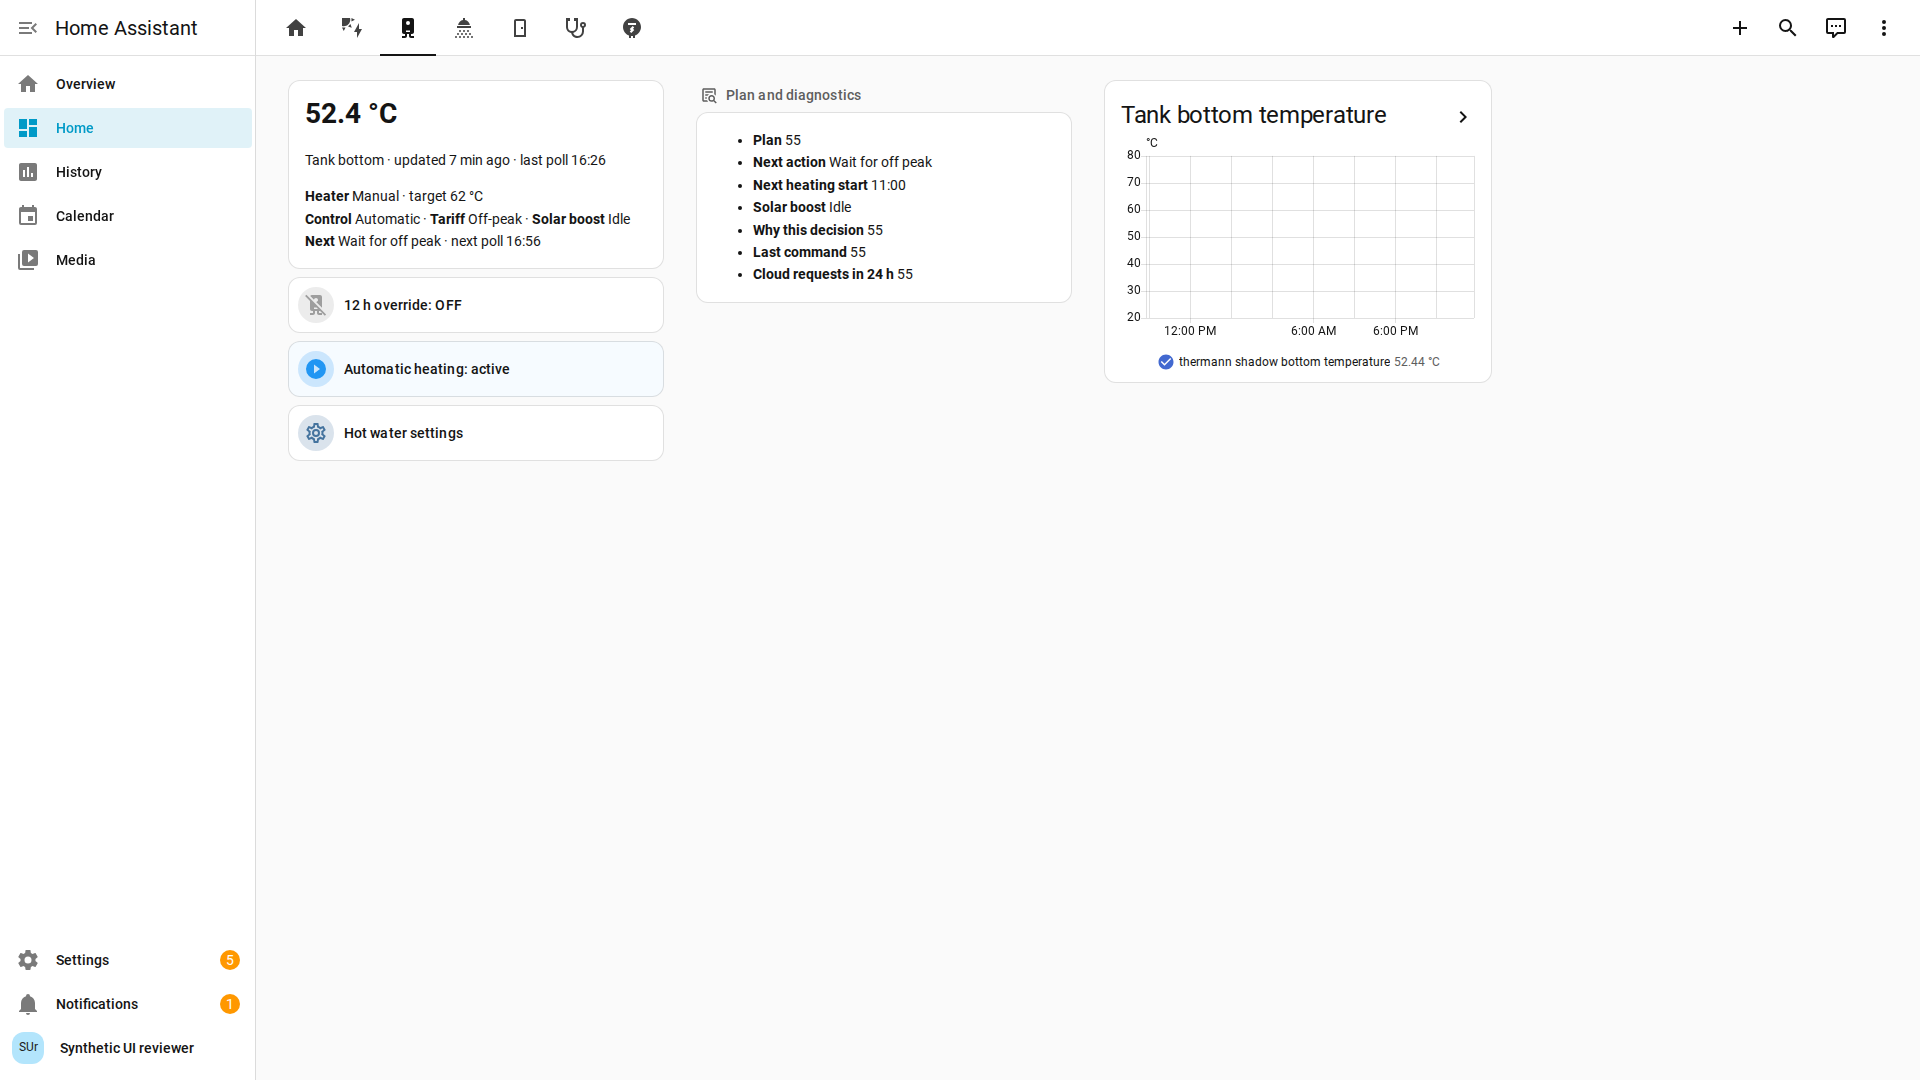 Home Assistant
Overview
Home
History
Calendar
Media
Settings 5
Notifications 1
SUr Synthetic UI reviewer
52.4 °C
Tank bottom · updated 7 min ago · last poll 16:26
Heater Manual · target 62 °C
Control Automatic · Tariff Off-peak · Solar boost Idle
Next Wait for off peak · next poll 16:56
12 h override: OFF
Automatic heating: active
Hot water settings
Plan and diagnostics
• Plan 55
• Next action Wait for off peak
• Next heating start 11:00
• Solar boost Idle
• Why this decision 55
• Last command 55
• Cloud requests in 24 h 55
Tank bottom temperature
°C
80
70
60
50
40
30
20
12:00 PM 6:00 AM 6:00 PM
thermann shadow bottom temperature 52.44 °C